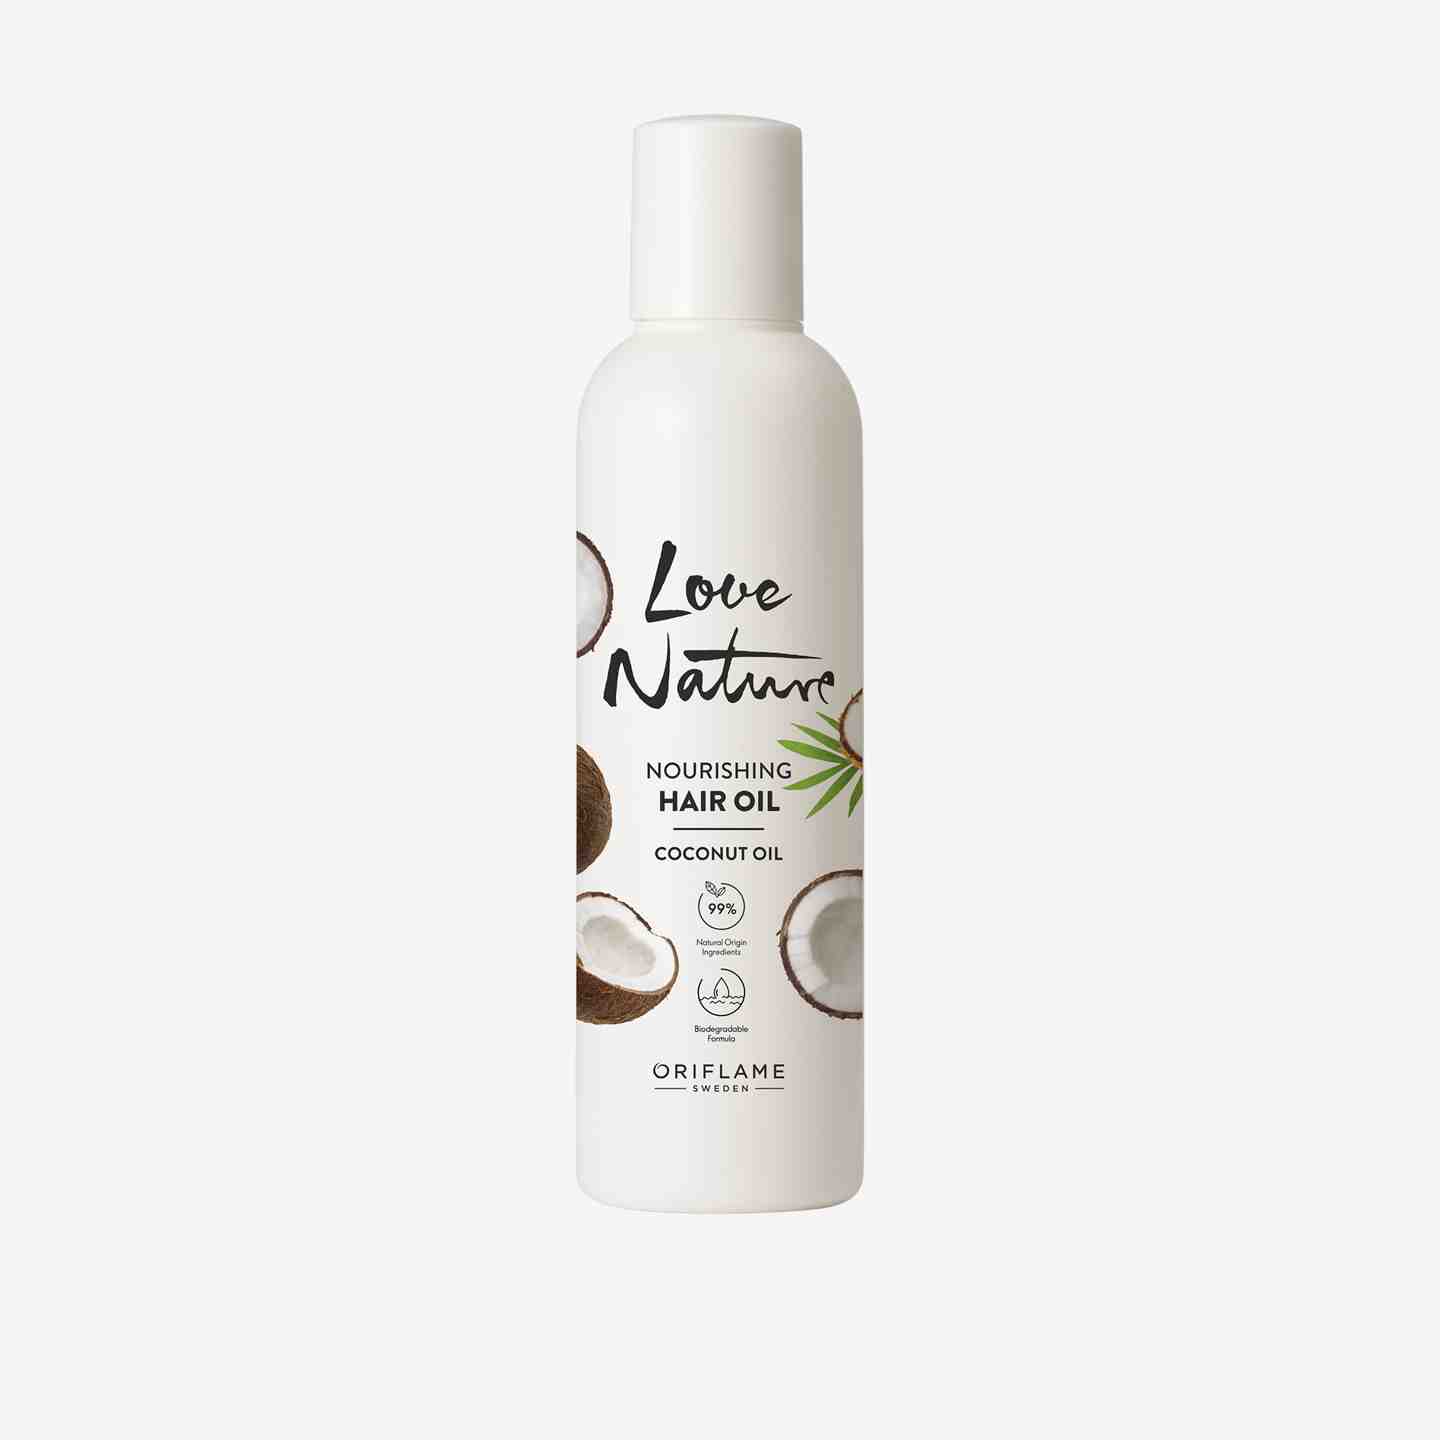 Love
Nature
NOURISHING
HAIR OIL
COCONUT OIL
99%
Natural Origin
Ingredients
Biodegradable
Formula
ORIFLAME
SWEDEN